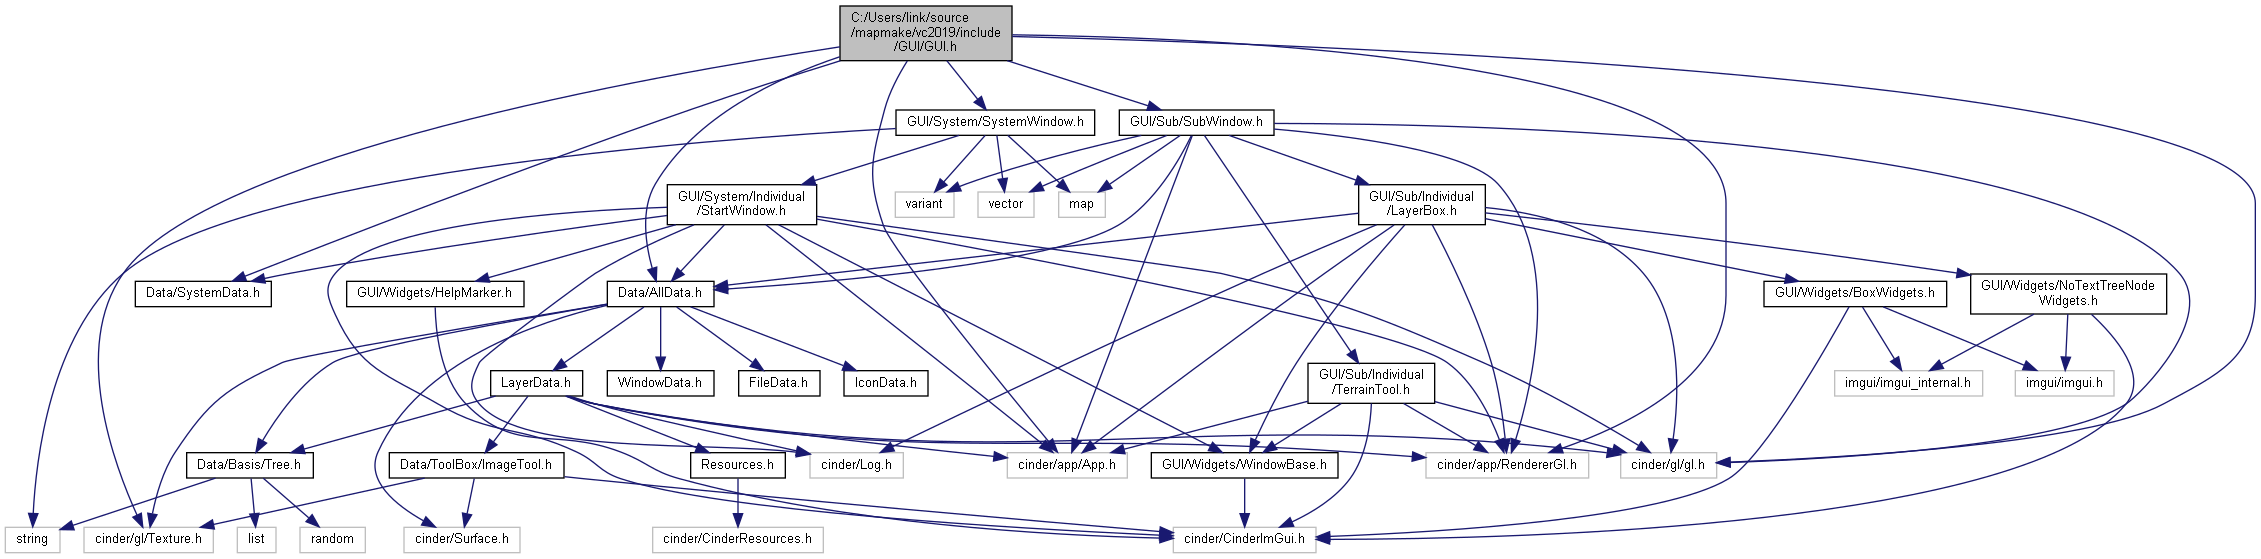 C:/Users/link/source
/mapmake/vc2019/include
/GUI/GUI.h
GUI/System/SystemWindow.h
GUI/Sub/SubWindow.h
GUI/System/Individual
/StartWindow.h
variant
vector
map
GUI/Sub/Individual
/LayerBox.h
Data/SystemData.h
GUI/Widgets/HelpMarker.h
Data/AllData.h
GUI/Widgets/BoxWidgets.h
GUI/Widgets/NoTextTreeNode
Widgets.h
LayerData.h
WindowData.h
FileData.h
IconData.h
GUI/Sub/Individual
/TerrainTool.h
imgui/imgui_internal.h
imgui/imgui.h
Data/Basis/Tree.h
Data/ToolBox/ImageTool.h
Resources.h
cinder/Log.h
cinder/app/App.h
GUI/Widgets/WindowBase.h
cinder/app/RendererGl.h
cinder/gl/gl.h
string
cinder/gl/Texture.h
list
random
cinder/Surface.h
cinder/CinderResources.h
cinder/CinderImGui.h